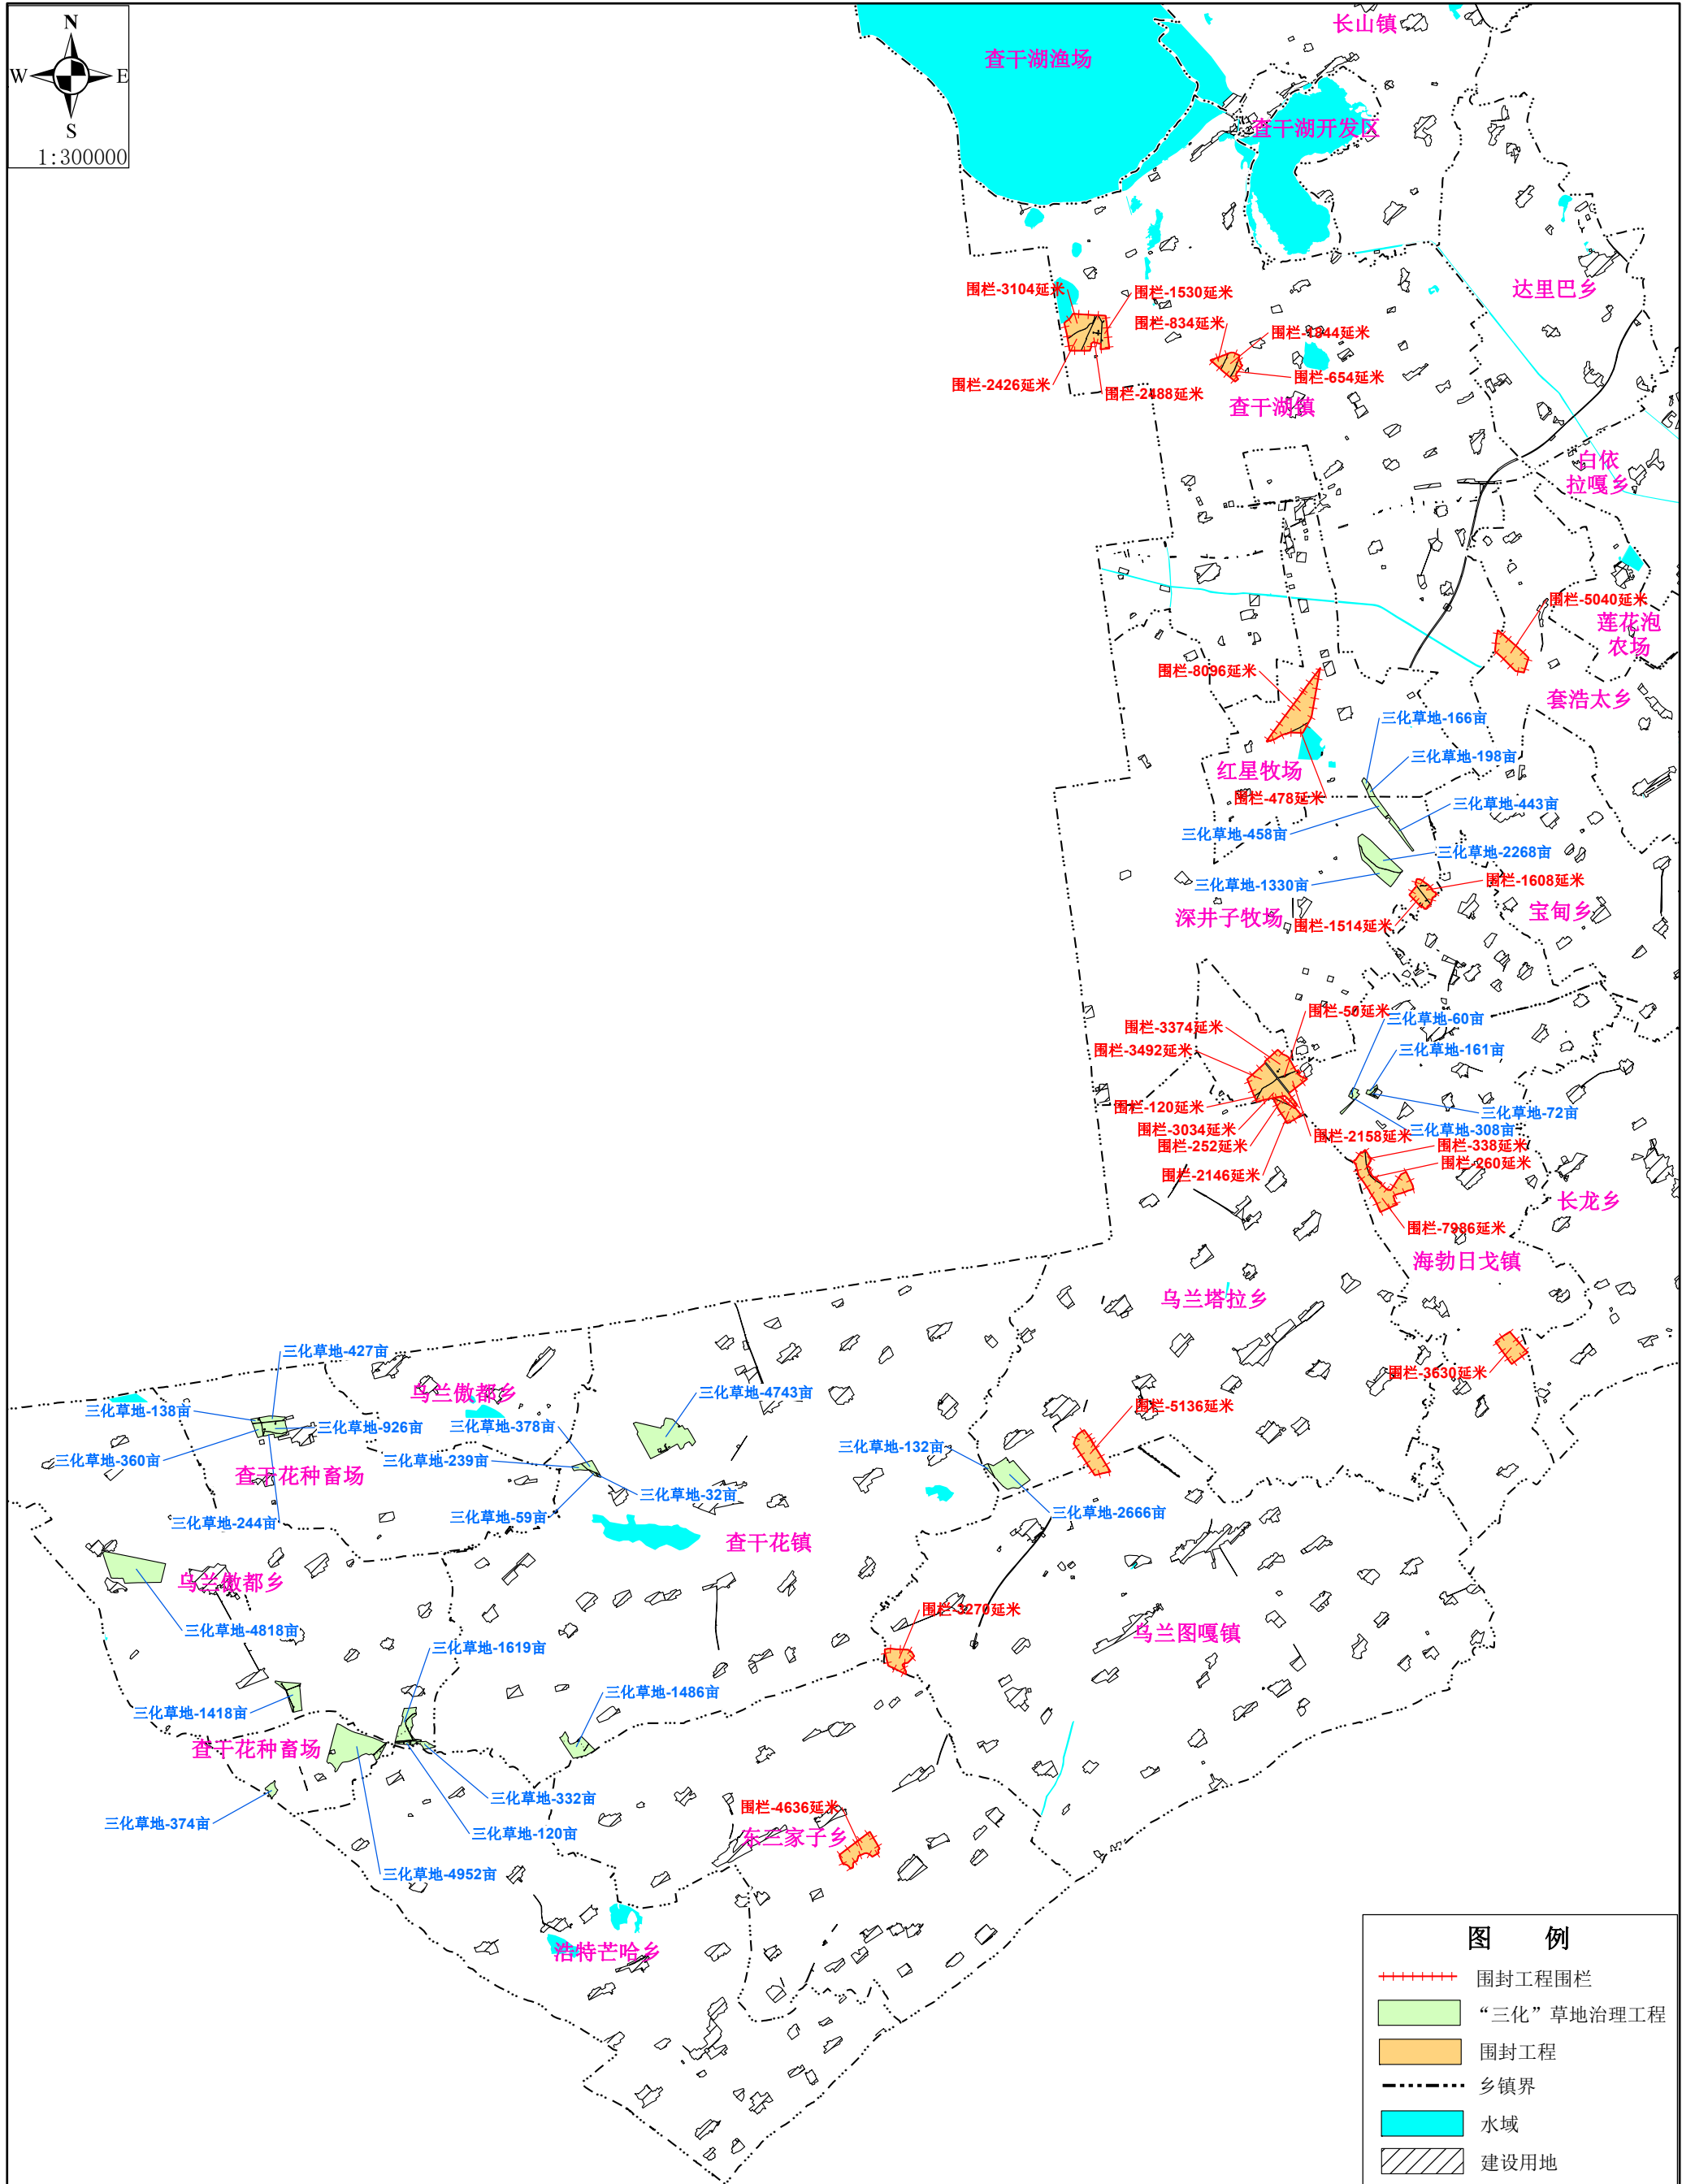 N
W
E
S
1:300000
长山镇
查干湖渔场
查干湖开发区
达里巴乡
围栏-3104延米
围栏-1530延米
围栏-834延米
围栏-1844延米
围栏-2426延米
围栏-2488延米
围栏-654延米
查干湖镇
白依
拉嘎乡
围栏-5040延米
莲花泡
农场
围栏-8096延米
套浩太乡
三化草地-166亩
三化草地-198亩
红星牧场
围栏-478延米
三化草地-443亩
三化草地-458亩
三化草地-2268亩
三化草地-1330亩
围栏-1608延米
深井子牧场
围栏-1514延米
宝甸乡
围栏-50延米
三化草地-60亩
围栏-3374延米
围栏-3492延米
三化草地-161亩
围栏-120延米
三化草地-72亩
围栏-3034延米
三化草地-308亩
围栏-252延米
围栏-2158延米
围栏-338延米
围栏-2146延米
围栏-260延米
长龙乡
围栏-7986延米
海勃日戈镇
乌兰塔拉乡
三化草地-427亩
围栏-3630延米
乌兰傲都乡
三化草地-4743亩
三化草地-138亩
三化草地-926亩
三化草地-378亩
围栏-5136延米
三化草地-360亩
三化草地-239亩
三化草地-132亩
查干花种畜场
三化草地-32亩
三化草地-244亩
三化草地-59亩
三化草地-2666亩
查干花镇
乌兰傲都乡
围栏-3270延米
三化草地-4818亩
乌兰图嘎镇
三化草地-1619亩
三化草地-1486亩
三化草地-1418亩
查干花种畜场
三化草地-332亩
三化草地-374亩
三化草地-120亩
围栏-4636延米
东三家子乡
三化草地-4952亩
浩特芒哈乡
图 例
围封工程围栏
“三化”草地治理工程
围封工程
乡镇界
水域
建设用地